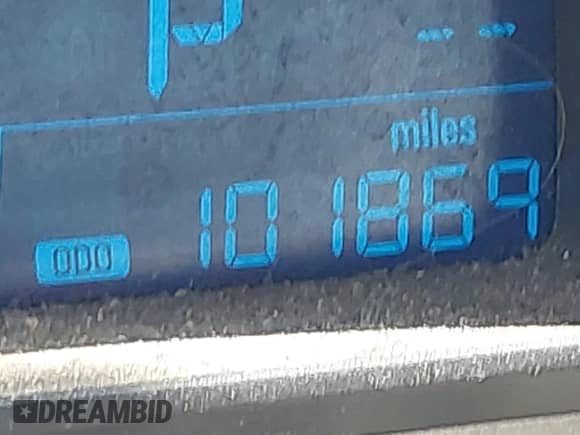 P --
miles
ODO 101869
DREAMBID